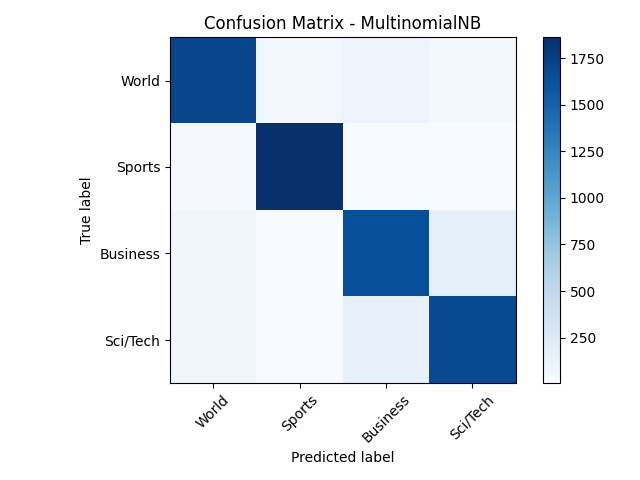 Confusion Matrix - MultinomialNB
World
Sports
Business
Sci/Tech
True label
World
Sports
Business
Sci/Tech
Predicted label
1750
1500
1250
1000
750
500
250